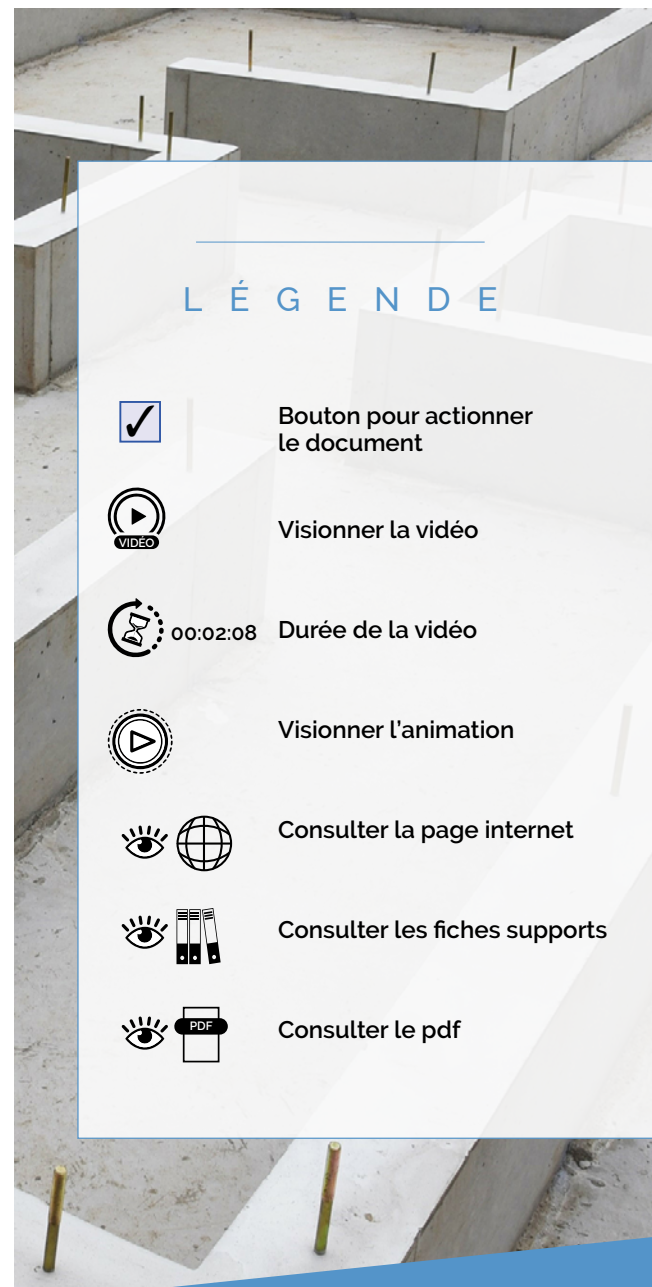 LÉGENDE
Bouton pour actionner
le document
VIDÉO
Visionner la vidéo
00:02:08 Durée de la vidéo
Visionner l’animation
Consulter la page internet
Consulter les fiches supports
PDF
Consulter le pdf